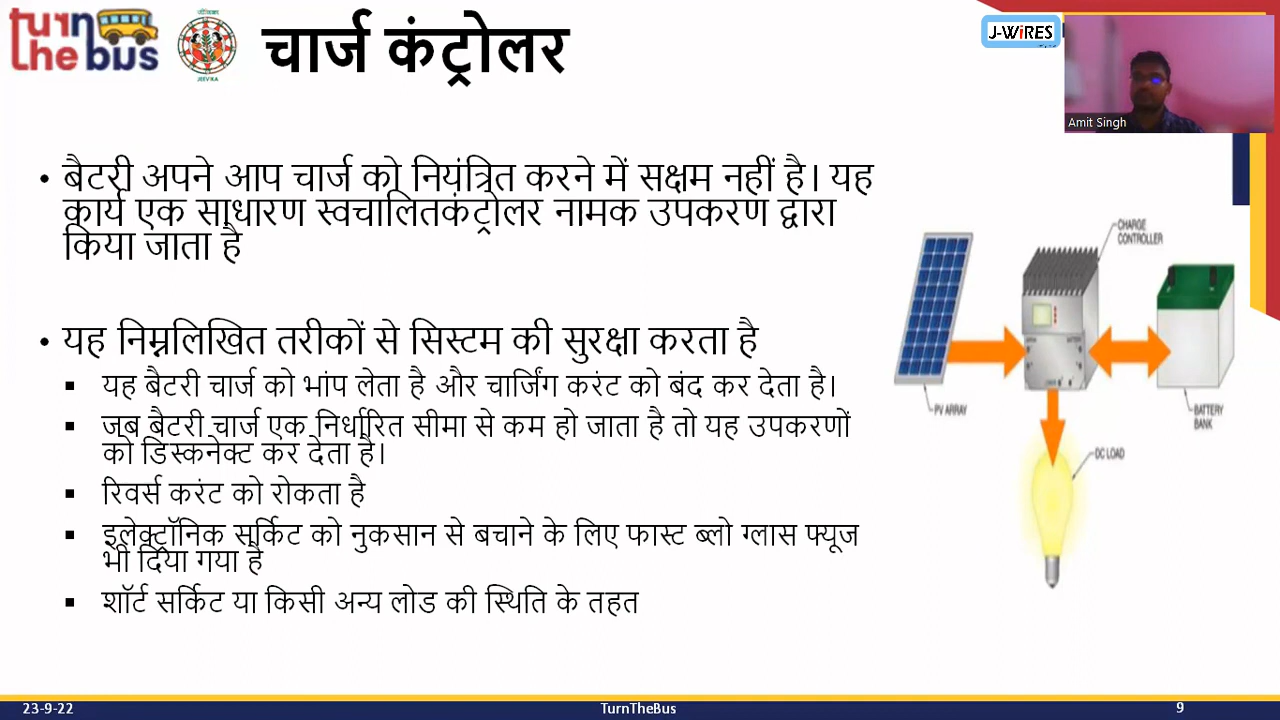 turn
the bus
JEEVIKA
चार्ज कंट्रोलर
J-WiRES
Amit Singh
• बैटरी अपने आप चार्ज को नियंत्रित करने में सक्षम नहीं है। यह
कार्य एक साधारण स्वचालितकंट्रोलर नामक उपकरण द्वारा
किया जाता है
• यह निम्नलिखित तरीकों से सिस्टम की सुरक्षा करता है
▪ यह बैटरी चार्ज को भांप लेता है और चार्जिंग करंट को बंद कर देता है।
▪ जब बैटरी चार्ज एक निर्धारित सीमा से कम हो जाता है तो यह उपकरणों
को डिस्कनेक्ट कर देता है।
▪ रिवर्स करंट को रोकता है
▪ इलेक्ट्रॉनिक सर्किट को नुकसान से बचाने के लिए फास्ट ब्लो ग्लास फ्यूज
भी दिया गया है
▪ शॉर्ट सर्किट या किसी अन्य लोड की स्थिति के तहत
CHARGE
CONTROLLER
PV ARRAY
BATTERY
BANK
DC LOAD
23-9-22
TurnTheBus
9